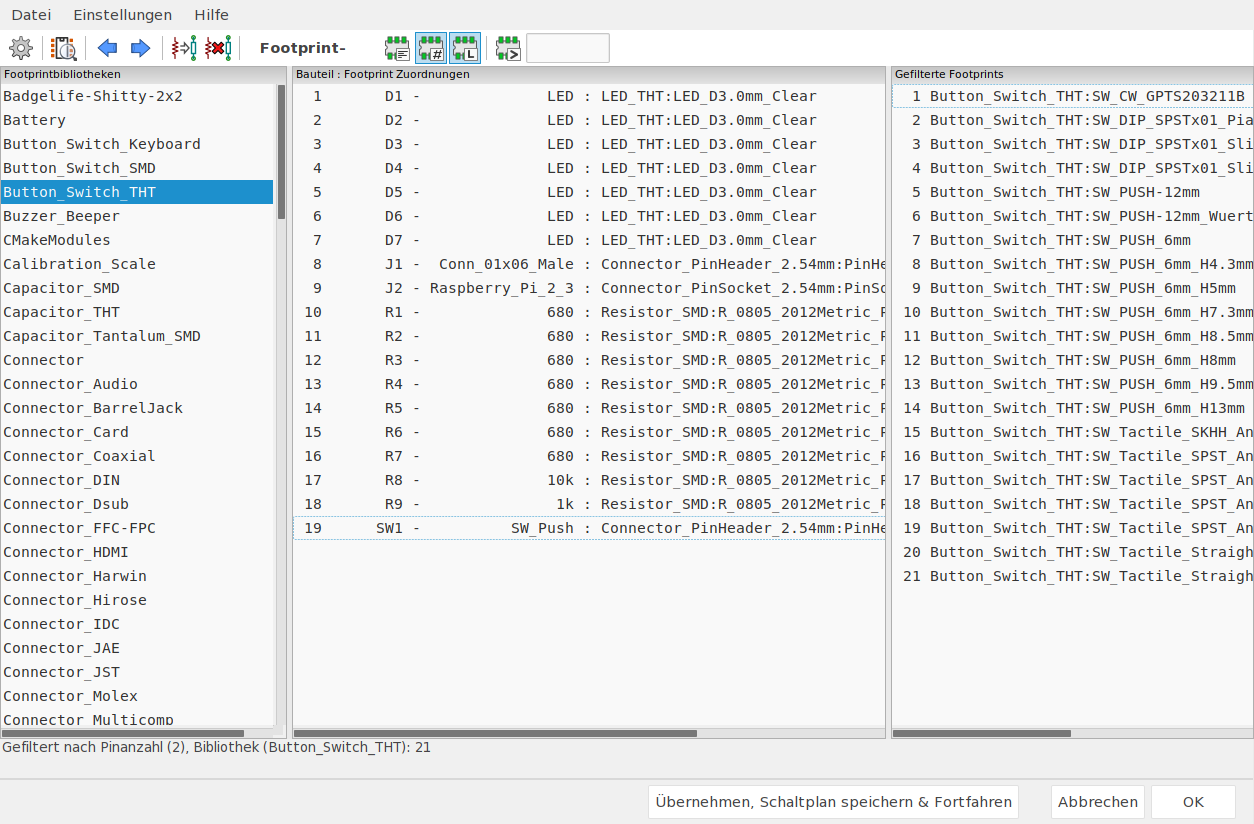 Datei Einstellungen Hilfe
Footprint-
Footprintbibliotheken
Badgelife-Shitty-2x2
Battery
Button_Switch_Keyboard
Button_Switch_SMD
Button_Switch_THT
Buzzer_Beeper
CMakeModules
Calibration_Scale
Capacitor_SMD
Capacitor_THT
Capacitor_Tantalum_SMD
Connector
Connector_Audio
Connector_BarrelJack
Connector_Card
Connector_Coaxial
Connector_DIN
Connector_Dsub
Connector_FFC-FPC
Connector_HDMI
Connector_Harwin
Connector_Hirose
Connector_IDC
Connector_JAE
Connector_JST
Connector_Molex
Connector_Multicomp
Bauteil : Footprint Zuordnungen
1 D1 - LED : LED_THT:LED_D3.0mm_Clear
2 D2 - LED : LED_THT:LED_D3.0mm_Clear
3 D3 - LED : LED_THT:LED_D3.0mm_Clear
4 D4 - LED : LED_THT:LED_D3.0mm_Clear
5 D5 - LED : LED_THT:LED_D3.0mm_Clear
6 D6 - LED : LED_THT:LED_D3.0mm_Clear
7 D7 - LED : LED_THT:LED_D3.0mm_Clear
8 J1 - Conn_01x06_Male : Connector_PinHeader_2.54mm:PinHe
9 J2 - Raspberry_Pi_2_3 : Connector_PinSocket_2.54mm:PinSo
10 R1 - 680 : Resistor_SMD:R_0805_2012Metric_P
11 R2 - 680 : Resistor_SMD:R_0805_2012Metric_P
12 R3 - 680 : Resistor_SMD:R_0805_2012Metric_P
13 R4 - 680 : Resistor_SMD:R_0805_2012Metric_P
14 R5 - 680 : Resistor_SMD:R_0805_2012Metric_P
15 R6 - 680 : Resistor_SMD:R_0805_2012Metric_P
16 R7 - 680 : Resistor_SMD:R_0805_2012Metric_P
17 R8 - 10k : Resistor_SMD:R_0805_2012Metric_P
18 R9 - 1k : Resistor_SMD:R_0805_2012Metric_P
19 SW1 - SW_Push : Connector_PinHeader_2.54mm:PinHe
Gefilterte Footprints
1 Button_Switch_THT:SW_CW_GPTS203211B
2 Button_Switch_THT:SW_DIP_SPSTx01_Pia
3 Button_Switch_THT:SW_DIP_SPSTx01_Sli
4 Button_Switch_THT:SW_DIP_SPSTx01_Sli
5 Button_Switch_THT:SW_PUSH-12mm
6 Button_Switch_THT:SW_PUSH-12mm_Wuert
7 Button_Switch_THT:SW_PUSH_6mm
8 Button_Switch_THT:SW_PUSH_6mm_H4.3mm
9 Button_Switch_THT:SW_PUSH_6mm_H5mm
10 Button_Switch_THT:SW_PUSH_6mm_H7.3mm
11 Button_Switch_THT:SW_PUSH_6mm_H8.5mm
12 Button_Switch_THT:SW_PUSH_6mm_H8mm
13 Button_Switch_THT:SW_PUSH_6mm_H9.5mm
14 Button_Switch_THT:SW_PUSH_6mm_H13mm
15 Button_Switch_THT:SW_Tactile_SKHH_An
16 Button_Switch_THT:SW_Tactile_SPST_An
17 Button_Switch_THT:SW_Tactile_SPST_An
18 Button_Switch_THT:SW_Tactile_SPST_An
19 Button_Switch_THT:SW_Tactile_SPST_An
20 Button_Switch_THT:SW_Tactile_Straigh
21 Button_Switch_THT:SW_Tactile_Straigh
Gefiltert nach Pinanzahl (2), Bibliothek (Button_Switch_THT): 21
Übernehmen, Schaltplan speichern & Fortfahren
Abbrechen
OK